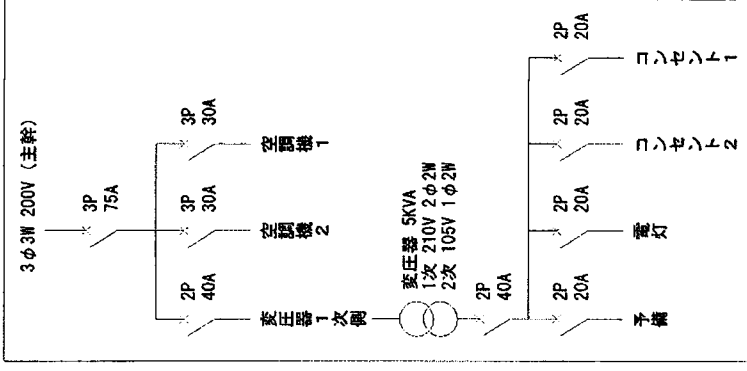 3φ3W 200V (主幹)
3P
75A
3P
30A
空調機1
3P
30A
空調機2
2P
40A
変圧器1次側
変圧器 5KVA
1次 210V 2φ2W
2次 105V 1φ2W
2P
40A
2P
20A
コンセント1
2P
20A
コンセント2
2P
20A
電灯
2P
20A
予備